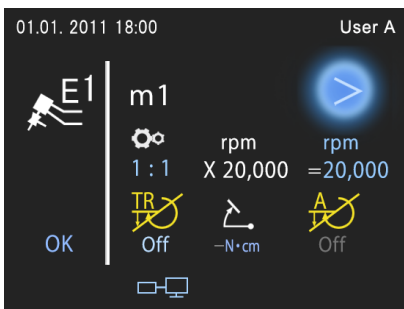 01.01. 2011 18:00 User A
E1
m1
>
rpm rpm
1 : 1 X 20,000 =20,000
TR A
OK Off –N•cm Off